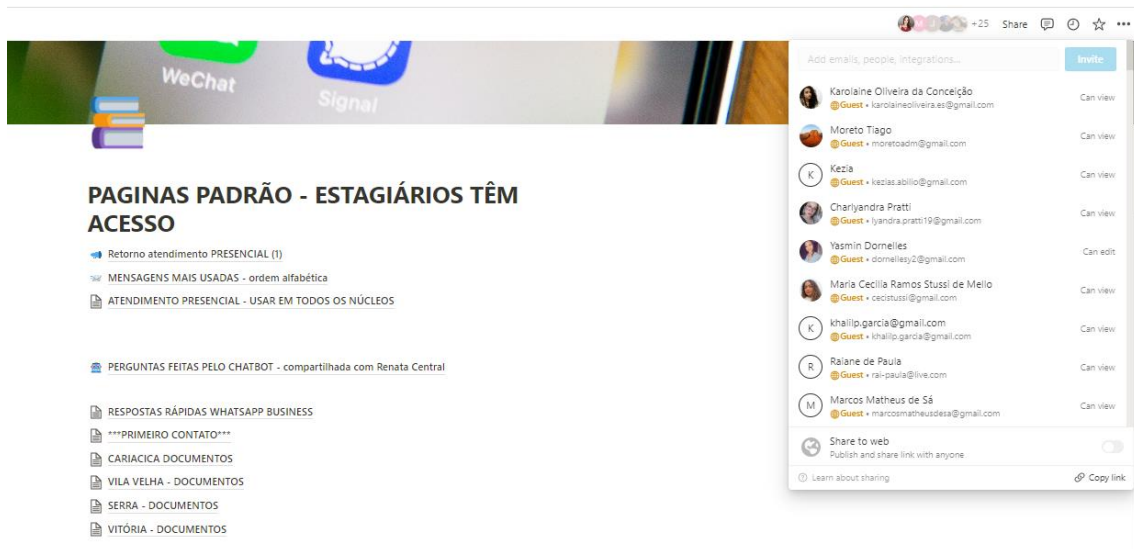 +25 Share
WeChat
Signal
PAGINAS PADRÃO - ESTAGIÁRIOS TÊM
ACESSO
Retorno atendimento PRESENCIAL (1)
MENSAGENS MAIS USADAS - ordem alfabética
ATENDIMENTO PRESENCIAL - USAR EM TODOS OS NÚCLEOS
PERGUNTAS FEITAS PELO CHATBOT - compartilhada com Renata Central
RESPOSTAS RÁPIDAS WHATSAPP BUSINESS
***PRIMEIRO CONTATO***
CARIACICA DOCUMENTOS
VILA VELHA - DOCUMENTOS
SERRA - DOCUMENTOS
VITÓRIA - DOCUMENTOS
Add emails, people, integrations... Invite
Karolaine Oliveira da Conceição
Guest • karolaineoliveira.es@gmail.com Can view
Moreto Tiago
Guest • moretoadm@gmail.com Can view
K Kezia
Guest • kezias.abilio@gmail.com Can view
Charlyandra Pratti
Guest • lyandra.pratti19@gmail.com Can view
Yasmin Dornelles
Guest • dornellesy2@gmail.com Can edit
Maria Cecilia Ramos Stussi de Mello
Guest • cecistussi@gmail.com Can view
K khalilp.garcia@gmail.com
Guest • khalilp.garcia@gmail.com Can view
R Raiane de Paula
Guest • rai-paula@live.com Can view
M Marcos Matheus de Sá
Guest • marcosmatheusdesa@gmail.com Can view
Share to web
Publish and share link with anyone
Learn about sharing Copy link